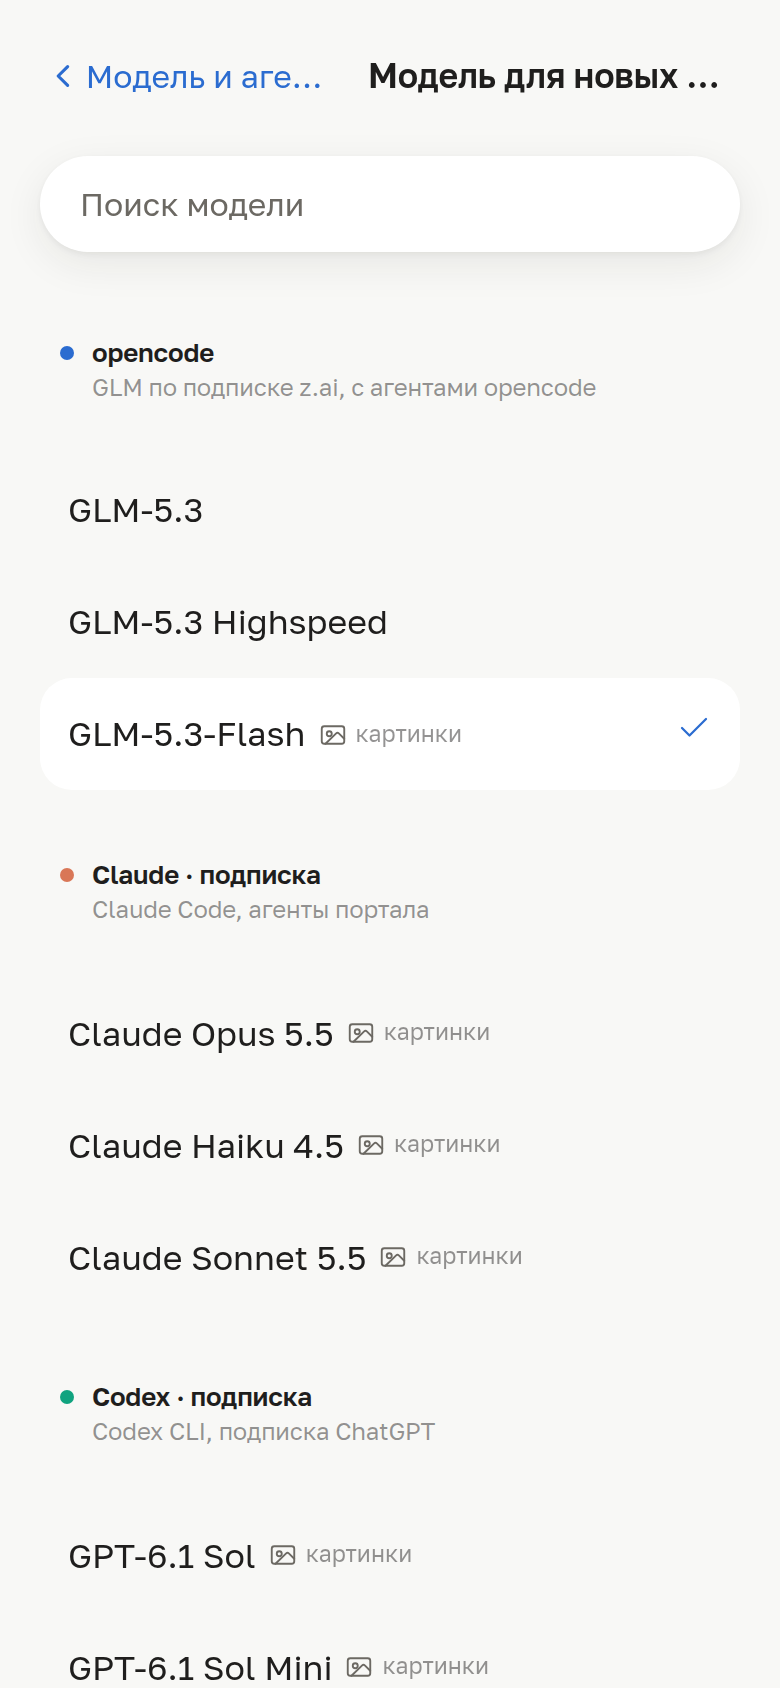 Модель и аге...
Модель для новых ...
Поиск модели
opencode
GLM по подписке z.ai, с агентами opencode
GLM-5.3
GLM-5.3 Highspeed
GLM-5.3-Flash картинки
Claude · подписка
Claude Code, агенты портала
Claude Opus 5.5 картинки
Claude Haiku 4.5 картинки
Claude Sonnet 5.5 картинки
Codex · подписка
Codex CLI, подписка ChatGPT
GPT-6.1 Sol картинки
GPT-6.1 Sol Mini картинки